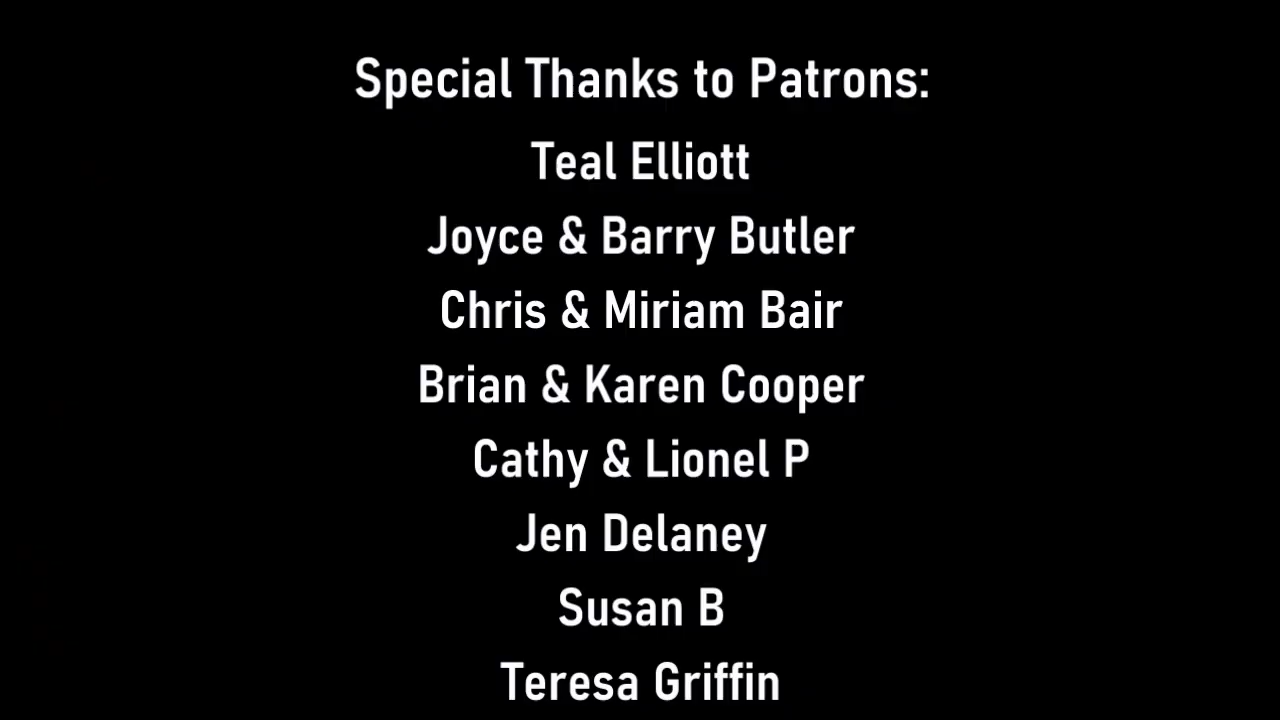 Special Thanks to Patrons:
Teal Elliott
Joyce & Barry Butler
Chris & Miriam Bair
Brian & Karen Cooper
Cathy & Lionel P
Jen Delaney
Susan B
Teresa Griffin